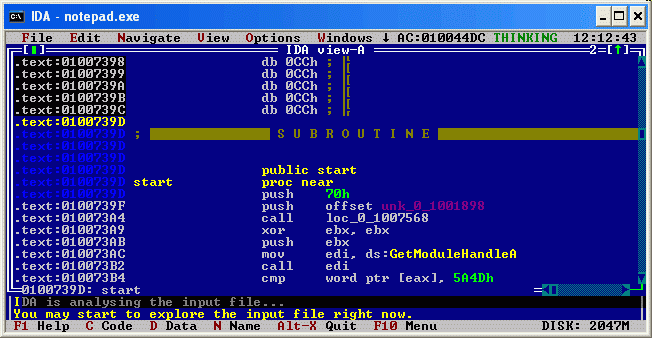 IDA - notepad.exe
File Edit Navigate View Options Windows ↓ AC:010044DC THINKING 12:12:43
[■] IDA view-A 2=[↑]
.text:01007398 db 0CCh ; ╠
.text:01007399 db 0CCh ; ╠
.text:0100739A db 0CCh ; ╠
.text:0100739B db 0CCh ; ╠
.text:0100739C db 0CCh ; ╠
.text:0100739D
.text:0100739D ; S U B R O U T I N E
.text:0100739D
.text:0100739D
.text:0100739D public start
.text:0100739D start proc near
.text:0100739D push 70h
.text:0100739F push offset unk_0_1001898
.text:010073A4 call loc_0_1007568
.text:010073A9 xor ebx, ebx
.text:010073AB push ebx
.text:010073AC mov edi, ds:GetModuleHandleA
.text:010073B2 call edi
.text:010073B4 cmp word ptr [eax], 5A4Dh
0100739D: start
IDA is analysing the input file...
You may start to explore the input file right now.
F1 Help C Code D Data N Name Alt-X Quit F10 Menu DISK: 2047M